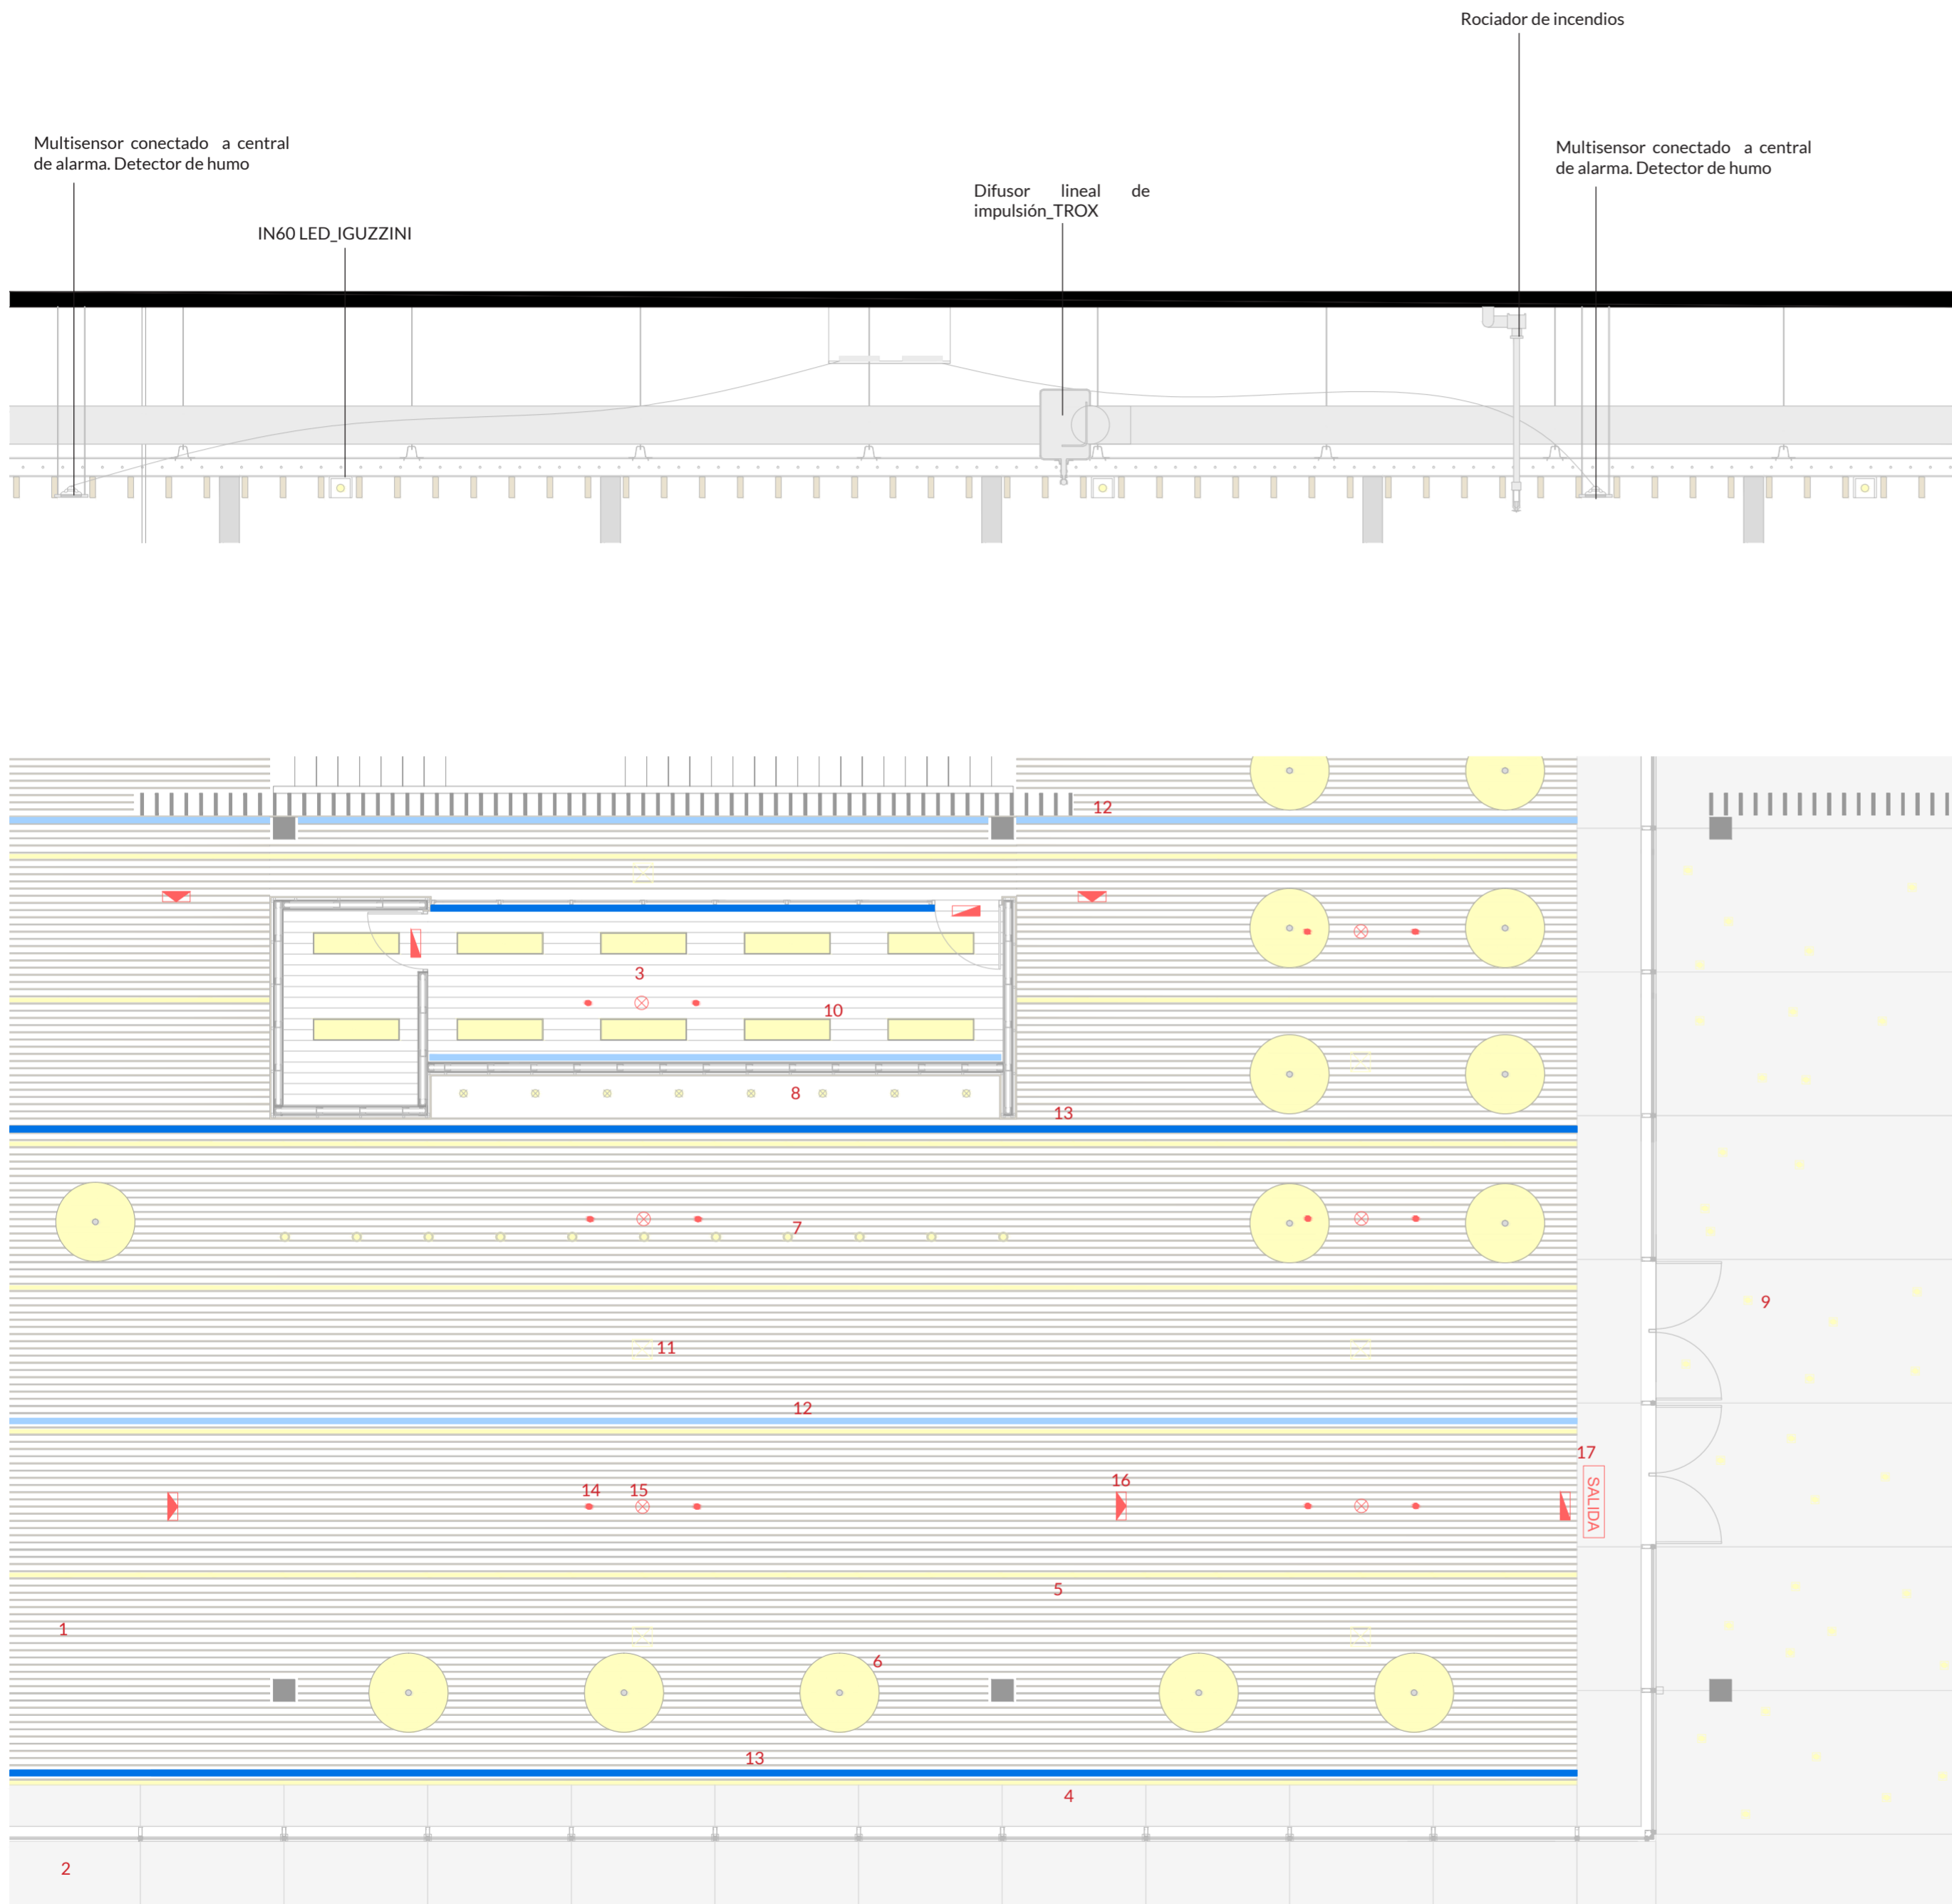 Rociador de incendios
Multisensor conectado a central
de alarma. Detector de humo
Multisensor conectado a central
de alarma. Detector de humo
Difusor lineal de
impulsión_TROX
IN60 LED_IGUZZINI
12
3
10
8
13
7
9
11
12
17
16
14
15
SALIDA
5
1
6
13
4
2